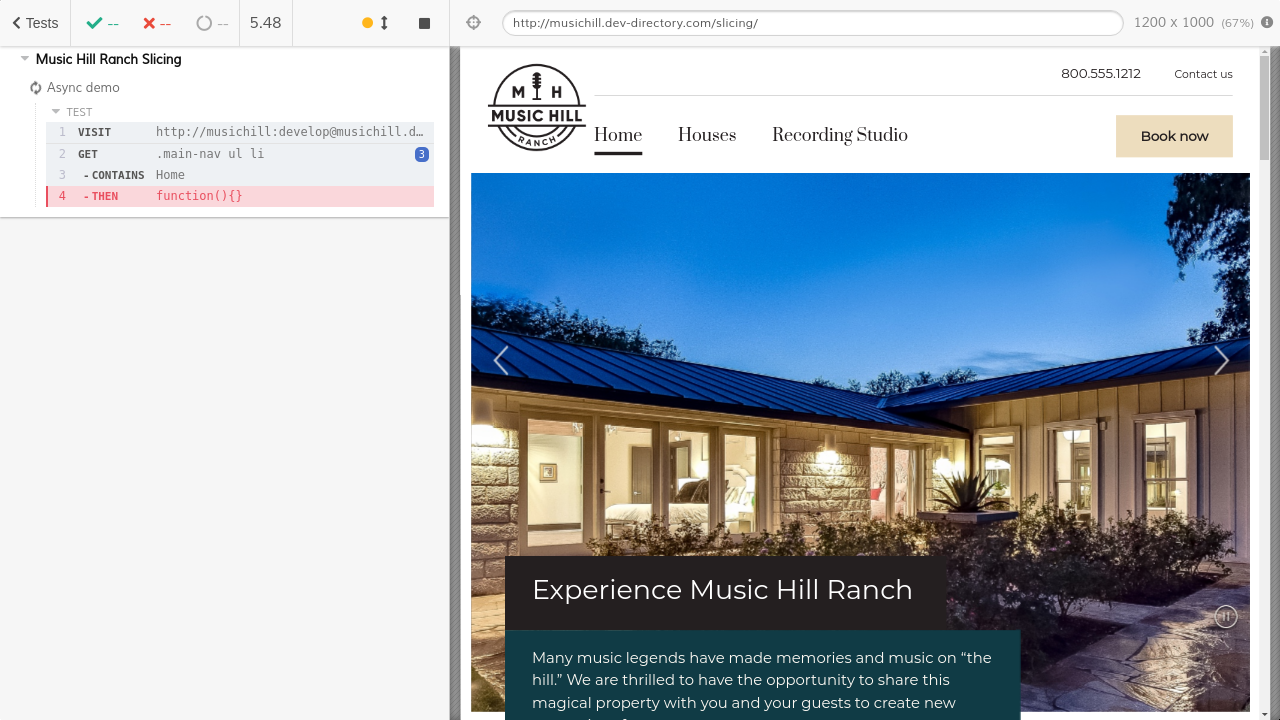 Tests
--
--
--
5.48
http://musichill.dev-directory.com/slicing/
1200 x 1000 (67%)
Music Hill Ranch Slicing
Async demo
TEST
1 VISIT http://musichill:develop@musichill.d…
2 GET .main-nav ul li 3
3 - CONTAINS Home
4 - THEN function(){}
M H
MUSIC HILL
RANCH
800.555.1212 Contact us
Home Houses Recording Studio
Book now
Experience Music Hill Ranch
Many music legends have made memories and music on “the
hill.” We are thrilled to have the opportunity to share this
magical property with you and your guests to create new